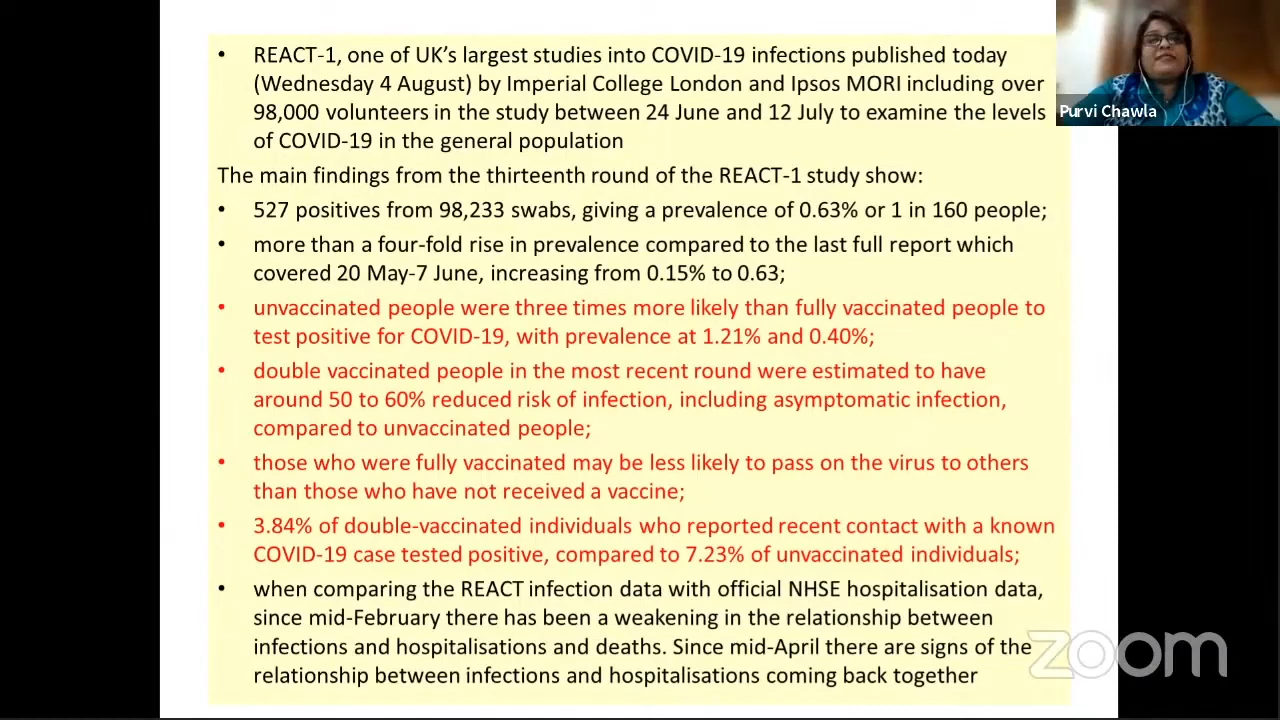 • REACT-1, one of UK's largest studies into COVID-19 infections published today
(Wednesday 4 August) by Imperial College London and Ipsos MORI including over
98,000 volunteers in the study between 24 June and 12 July to examine the levels
of COVID-19 in the general population
The main findings from the thirteenth round of the REACT-1 study show:
• 527 positives from 98,233 swabs, giving a prevalence of 0.63% or 1 in 160 people;
• more than a four-fold rise in prevalence compared to the last full report which
covered 20 May-7 June, increasing from 0.15% to 0.63;
• unvaccinated people were three times more likely than fully vaccinated people to
test positive for COVID-19, with prevalence at 1.21% and 0.40%;
• double vaccinated people in the most recent round were estimated to have
around 50 to 60% reduced risk of infection, including asymptomatic infection,
compared to unvaccinated people;
• those who were fully vaccinated may be less likely to pass on the virus to others
than those who have not received a vaccine;
• 3.84% of double-vaccinated individuals who reported recent contact with a known
COVID-19 case tested positive, compared to 7.23% of unvaccinated individuals;
• when comparing the REACT infection data with official NHSE hospitalisation data,
since mid-February there has been a weakening in the relationship between
infections and hospitalisations and deaths. Since mid-April there are signs of the
relationship between infections and hospitalisations coming back together
Purvi Chawla
zoom